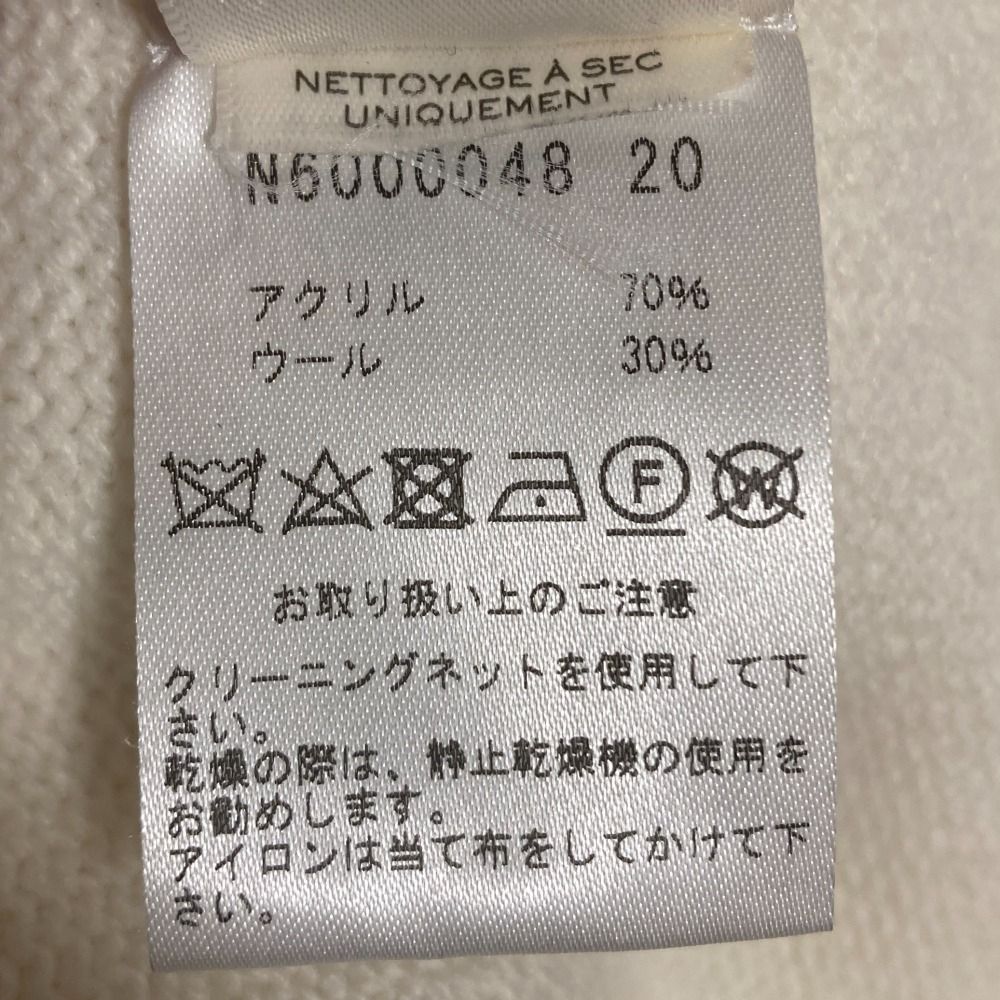 NETTOYAGE À SEC
UNIQUEMENT
N6000048 20
アクリル 70%
ウール 30%
F
W
お取り扱い上のご注意
クリーニングネットを使用して下
さい。
乾燥の際は、静止乾燥機の使用を
お勧めします。
アイロンは当て布をしてかけて下
さい。